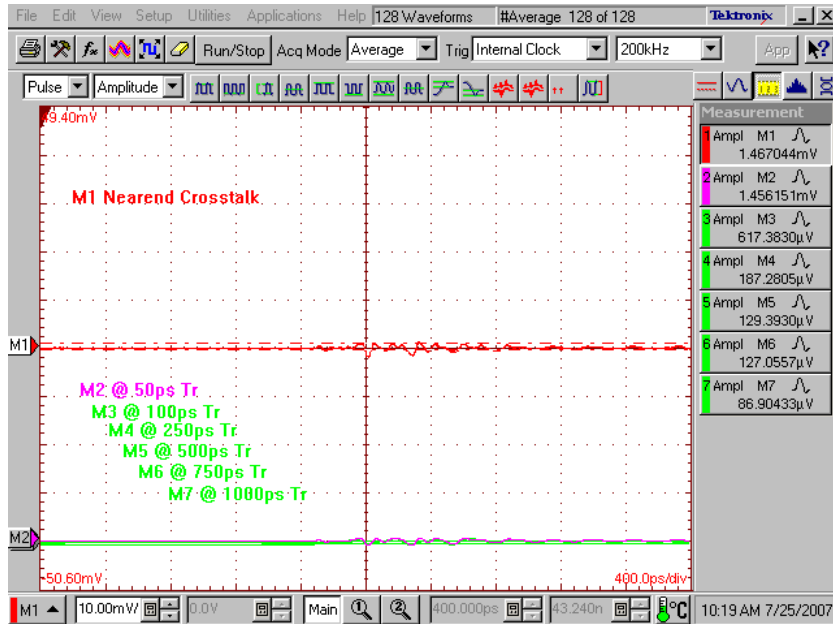 File Edit View Setup Utilities Applications Help 128 Waveforms #Average 128 of 128 Tektronix
Run/Stop Acq Mode Average Trig Internal Clock 200kHz App
Pulse Amplitude
Measurement
49.40mV
1 Ampl M1
1.467044mV
2 Ampl M2
1.456151mV
M1 Nearend Crosstalk
3 Ampl M3
617.3830µV
4 Ampl M4
187.2805µV
5 Ampl M5
129.3930µV
6 Ampl M6
127.0557µV
7 Ampl M7
86.90433µV
M1
M2 @ 50ps Tr
M3 @ 100ps Tr
M4 @ 250ps Tr
M5 @ 500ps Tr
M6 @ 750ps Tr
M7 @ 1000ps Tr
M2
-50.60mV 400.0ps/div
M1 10.00mV/ 0.0V Main 1 2 400.000ps 43.240n °C 10:19 AM 7/25/2007